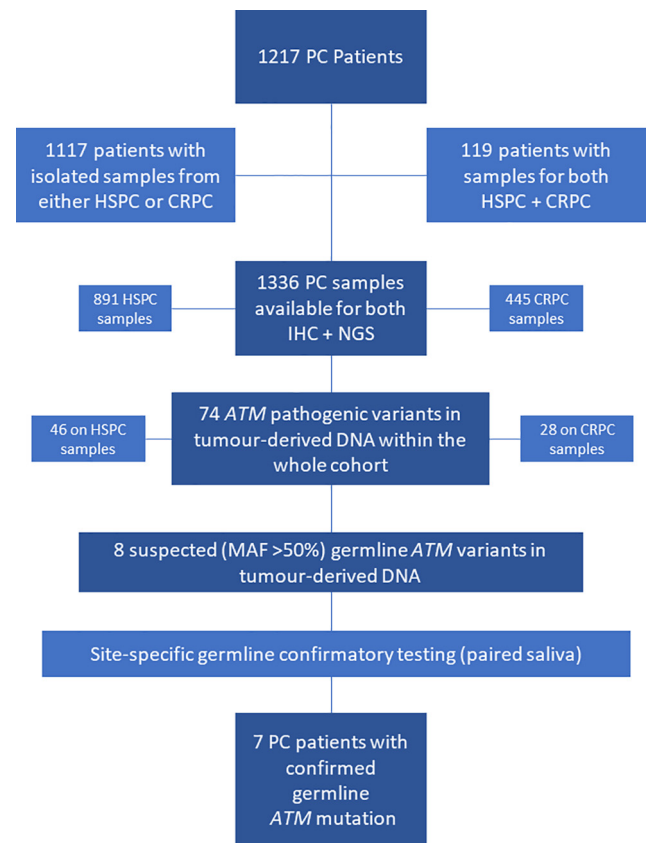 1217 PC Patients
1117 patients with
isolated samples from
either HSPC or CRPC
119 patients with
samples for both
HSPC + CRPC
1336 PC samples
available for both
IHC + NGS
891 HSPC
samples
445 CRPC
samples
74 ATM pathogenic variants in
tumour-derived DNA within the
whole cohort
46 on HSPC
samples
28 on CRPC
samples
8 suspected (MAF >50%) germline ATM variants in
tumour-derived DNA
Site-specific germline confirmatory testing (paired saliva)
7 PC patients with
confirmed
germline
ATM mutation